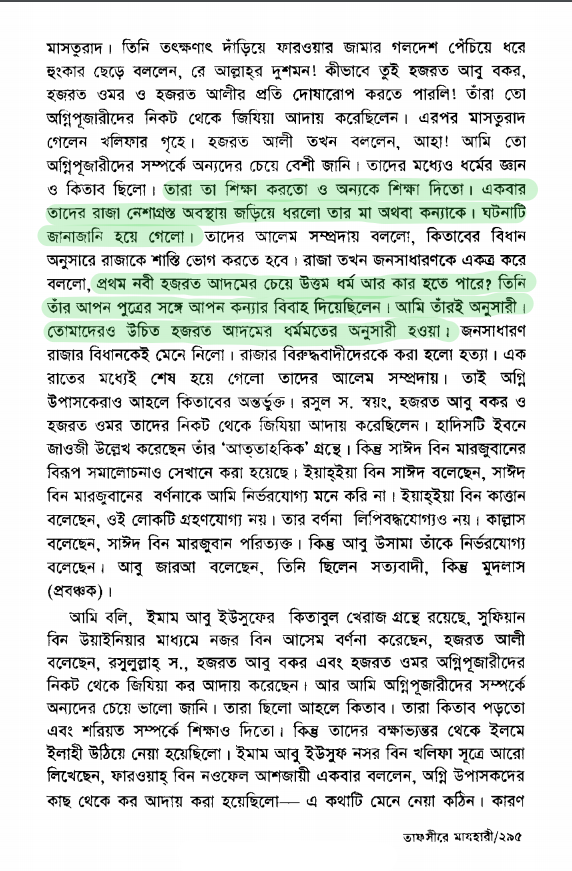 মাসতুরাদ। তিনি তৎক্ষণাৎ দাঁড়িয়ে ফারওয়ার জামার গলদেশ পেঁচিয়ে ধরে
হুংকার ছেড়ে বললেন, রে আল্লাহ্‌র দুশমন! কীভাবে তুই হজরত আবু বকর,
হজরত ওমর ও হজরত আলীর প্রতি দোষারোপ করতে পারলি! তাঁরা তো
অগ্নিপূজারীদের নিকট থেকে জিযিয়া আদায় করেছিলেন। এরপর মাসতুরাদ
গেলেন খলিফার গৃহে। হজরত আলী তখন বললেন, আহা! আমি তো
অগ্নিপূজারীদের সম্পর্কে অন্যদের চেয়ে বেশী জানি। তাদের মধ্যেও ধর্মের জ্ঞান
ও কিতাব ছিলো। তারা তা শিক্ষা করতো ও অন্যকে শিক্ষা দিতো। একবার
তাদের রাজা নেশাগ্রস্ত অবস্থায় জড়িয়ে ধরলো তার মা অথবা কন্যাকে। ঘটনাটি
জানাজানি হয়ে গেলো। তাদের আলেম সম্প্রদায় বললো, কিতাবের বিধান
অনুসারে রাজাকে শাস্তি ভোগ করতে হবে। রাজা তখন জনসাধারণকে একত্র করে
বললো, প্রথম নবী হজরত আদমের চেয়ে উত্তম ধর্ম আর কার হতে পারে? তিনি
তাঁর আপন পুত্রের সঙ্গে আপন কন্যার বিবাহ দিয়েছিলেন। আমি তাঁরই অনুসারী।
তোমাদেরও উচিত হজরত আদমের ধর্মমতের অনুসারী হওয়া। জনসাধারণ
রাজার বিধানকেই মেনে নিলো। রাজার বিরুদ্ধবাদীদেরকে করা হলো হত্যা। এক
রাতের মধ্যেই শেষ হয়ে গেলো তাদের আলেম সম্প্রদায়। তাই অগ্নি
উপাসকেরাও আহলে কিতাবের অন্তর্ভুক্ত। রসুল স. স্বয়ং, হজরত আবু বকর ও
হজরত ওমর তাদের নিকট থেকে জিযিয়া আদায় করেছিলেন। হাদিসটি ইবনে
জাওজী উল্লেখ করেছেন তাঁর ‘আত্‌তাহকিক’ গ্রন্থে। কিন্তু সাঈদ বিন মারজুবানের
বিরূপ সমালোচনাও সেখানে করা হয়েছে। ইয়াহ্‌ইয়া বিন সাঈদ বলেছেন, সাঈদ
বিন মারজুবানের বর্ণনাকে আমি নির্ভরযোগ্য মনে করি না। ইয়াহ্‌ইয়া বিন কাত্তান
বলেছেন, ওই লোকটি গ্রহণযোগ্য নয়। তার বর্ণনা লিপিবদ্ধযোগ্যও নয়। কাল্লাস
বলেছেন, সাঈদ বিন মারজুবান পরিত্যক্ত। কিন্তু আবু উসামা তাঁকে নির্ভরযোগ্য
বলেছেন। আবু জারআ বলেছেন, তিনি ছিলেন সত্যবাদী, কিন্তু মুদলাস
(প্রবঞ্চক)।
আমি বলি, ইমাম আবু ইউসুফের কিতাবুল খেরাজ গ্রন্থে রয়েছে, সুফিয়ান
বিন উয়াইনিয়ার মাধ্যমে নজর বিন আসেম বর্ণনা করেছেন, হজরত আলী
বলেছেন, রসুলুল্লাহ্ স., হজরত আবু বকর এবং হজরত ওমর অগ্নিপূজারীদের
নিকট থেকে জিযিয়া কর আদায় করেছেন। আর আমি অগ্নিপূজারীদের সম্পর্কে
অন্যদের চেয়ে ভালো জানি। তারা ছিলো আহলে কিতাব। তারা কিতাব পড়তো
এবং শরিয়ত সম্পর্কে শিক্ষাও দিতো। কিন্তু তাদের বক্ষাভ্যন্তর থেকে ইলমে
ইলাহী উঠিয়ে নেয়া হয়েছিলো। ইমাম আবু ইউসুফ নসর বিন খলিফা সূত্রে আরো
লিখেছেন, ফারওয়াহ্ বিন নওফেল আশজায়ী একবার বললেন, অগ্নি উপাসকদের
কাছ থেকে কর আদায় করা হয়েছিলো— এ কথাটি মেনে নেয়া কঠিন। কারণ
তাফসীরে মাযহারী/২৯৫